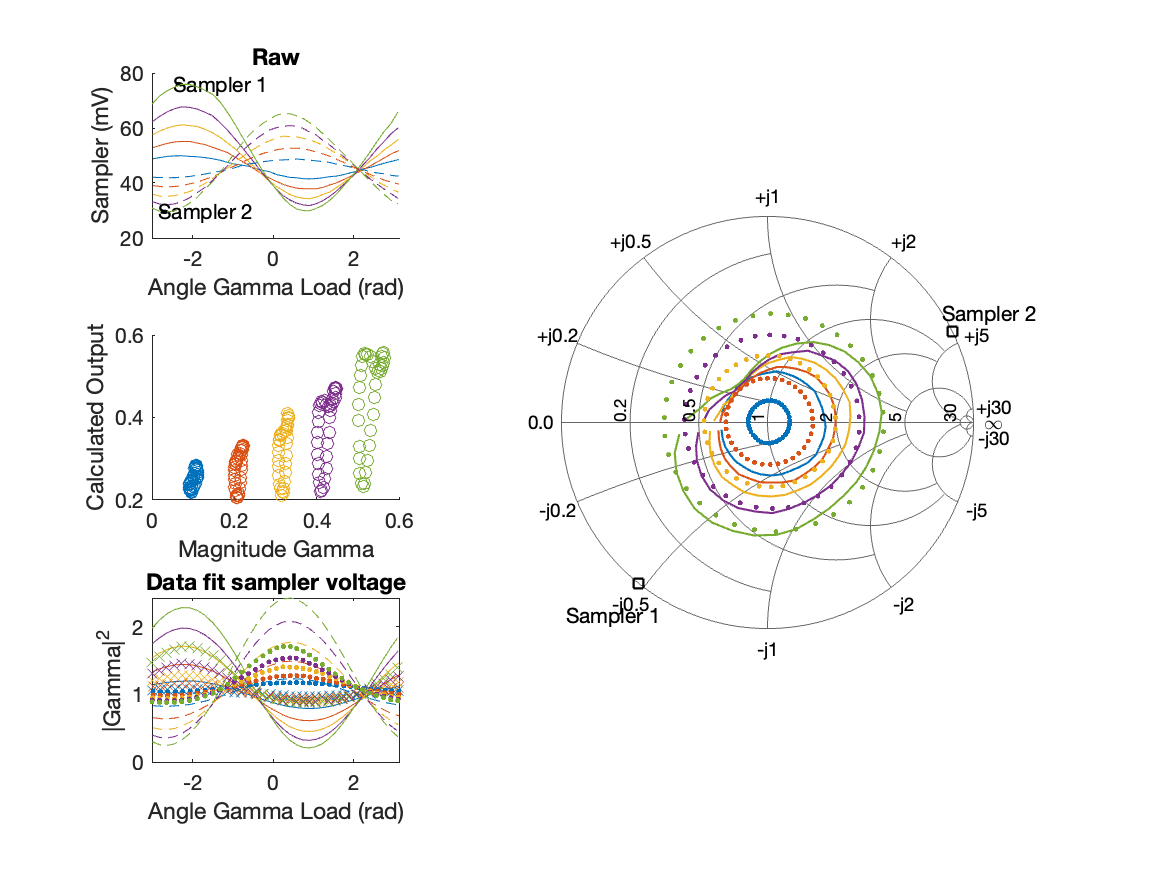 Raw
Sampler 1
Sampler 2
80
60
40
20
Sampler (mV)
-2
0
2
Angle Gamma Load (rad)
0.6
0.4
0.2
Calculated Output
0
0.2
0.4
0.6
Magnitude Gamma
Data fit sampler voltage
2
1
0
|Gamma|²
-2
0
2
Angle Gamma Load (rad)
+j1
+j0.5
+j2
Sampler 2
+j0.2
+j5
0.0
0.2
0.5
1
2
5
30
+j30
∞
-j30
-j0.2
-j5
-j0.5
Sampler 1
-j2
-j1